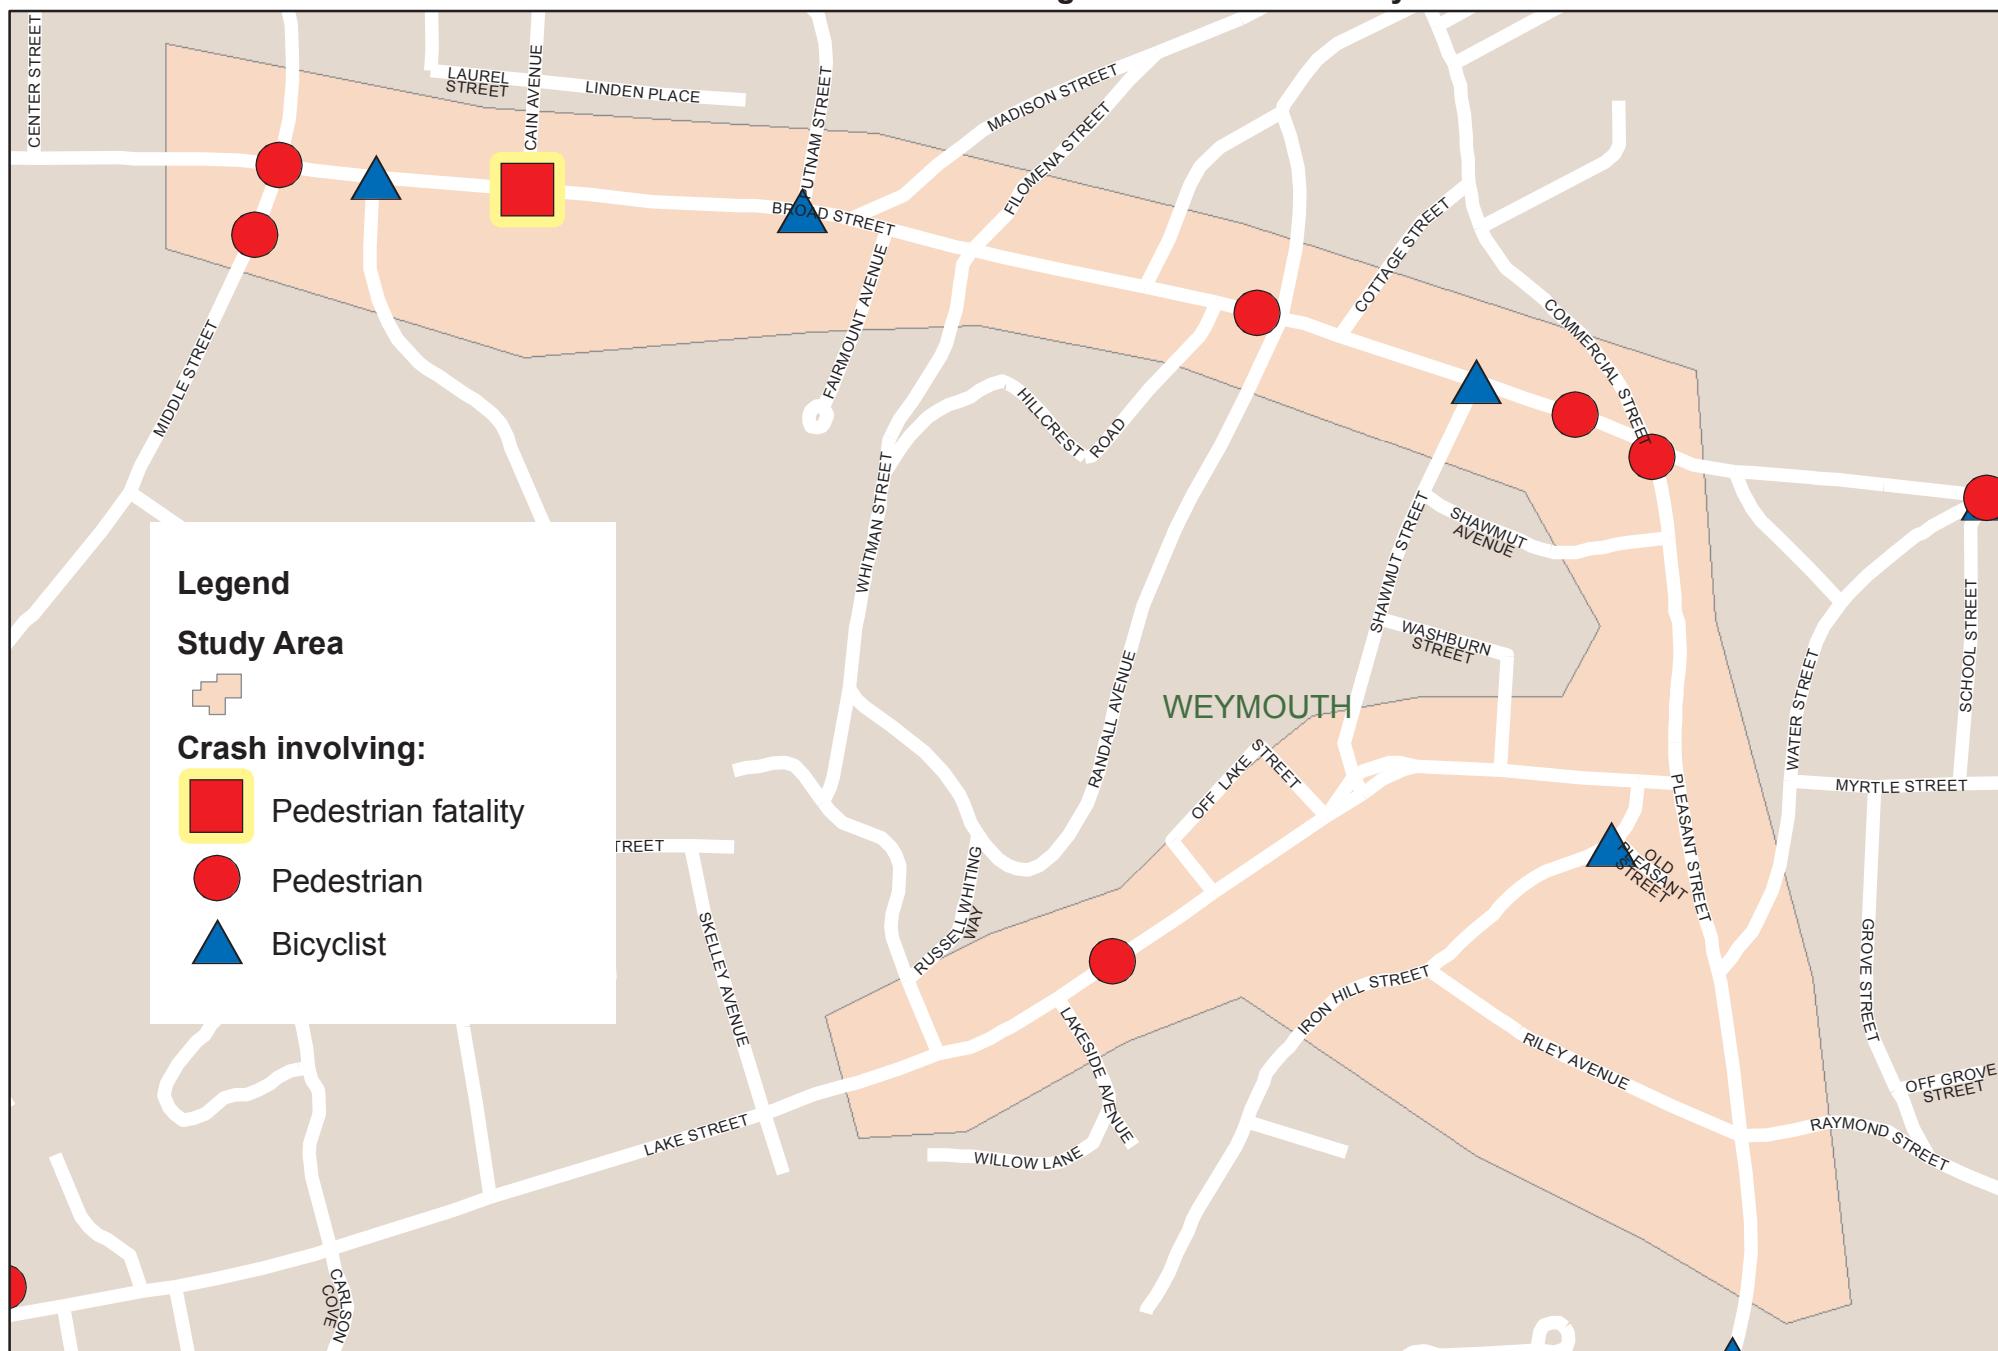 CENTER STREET
LAUREL
STREET
CAIN AVENUE
LINDEN PLACE
PUTNAM STREET
MADISON STREET
FILOMENA STREET
BROAD STREET
FAIRMOUNT AVENUE
COTTAGE STREET
COMMERCIAL STREET
MIDDLE STREET
HILLCREST
ROAD
WHITMAN STREET
SHAWMUT STREET
SHAWMUT
AVENUE
WASHBURN
STREET
SCHOOL STREET
WATER STREET
MYRTLE STREET
RANDALL AVENUE
WEYMOUTH
OFF LAKE
STREET
PLEASANT STREET
OLD
PLEASANT
STREET
Legend
Study Area
Crash involving:
Pedestrian fatality
Pedestrian
Bicyclist
TREET
SKELLEY AVENUE
RUSSELL WHITING
WAY
GROVE STREET
IRON HILL STREET
LAKESIDE AVENUE
RILEY AVENUE
OFF GROVE
STREET
RAYMOND STREET
LAKE STREET
WILLOW LANE
CARLSON
COVE